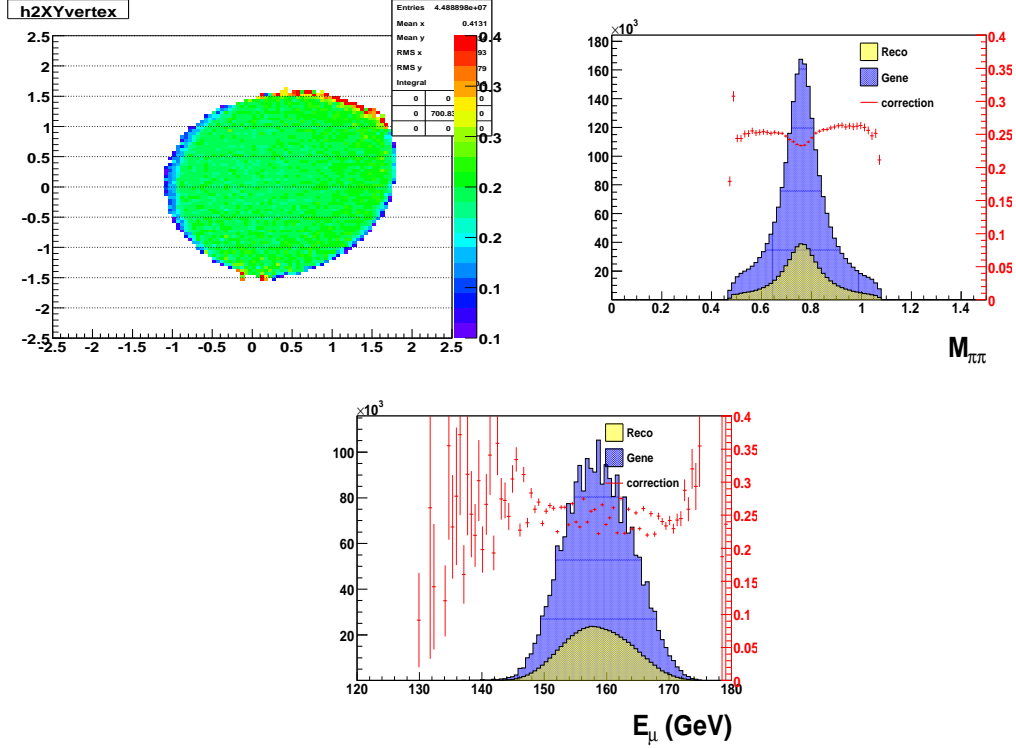 h2XYvertex
Entries 4.488898e+07
Mean x 0.4131
Mean y
RMS x 93
RMS y 79
Integral
0 0 0
0 700.83
0 0 0
2.5
2
1.5
1
0.5
0
-0.5
-1
-1.5
-2
-2.5
-2.5 -2 -1.5 -1 -0.5 0 0.5 1 1.5 2 2.5
0.4
0.3
0.3
0.2
0.2
0.1
0.1
×10³
180
160
140
120
100
80
60
40
20
0 0.2 0.4 0.6 0.8 1 1.2 1.4
Reco
Gene
correction
0.4
0.35
0.3
0.25
0.2
0.15
0.1
0.05
0
Mππ
×10³
100
80
60
40
20
120 130 140 150 160 170 180
Reco
Gene
correction
0.4
0.35
0.3
0.25
0.2
0.15
0.1
0.05
0
Eμ (GeV)